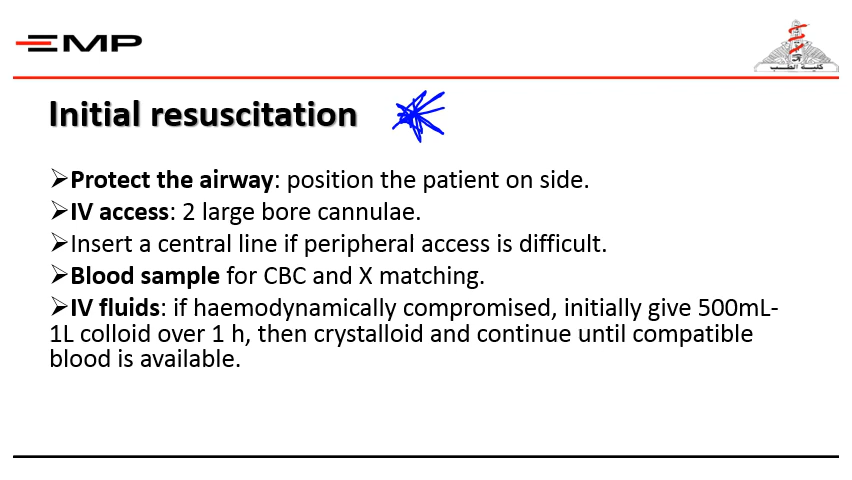 EMP
كلية الطب
Initial resuscitation
➢Protect the airway: position the patient on side.
➢IV access: 2 large bore cannulae.
➢Insert a central line if peripheral access is difficult.
➢Blood sample for CBC and X matching.
➢IV fluids: if haemodynamically compromised, initially give 500mL-
1L colloid over 1 h, then crystalloid and continue until compatible
blood is available.